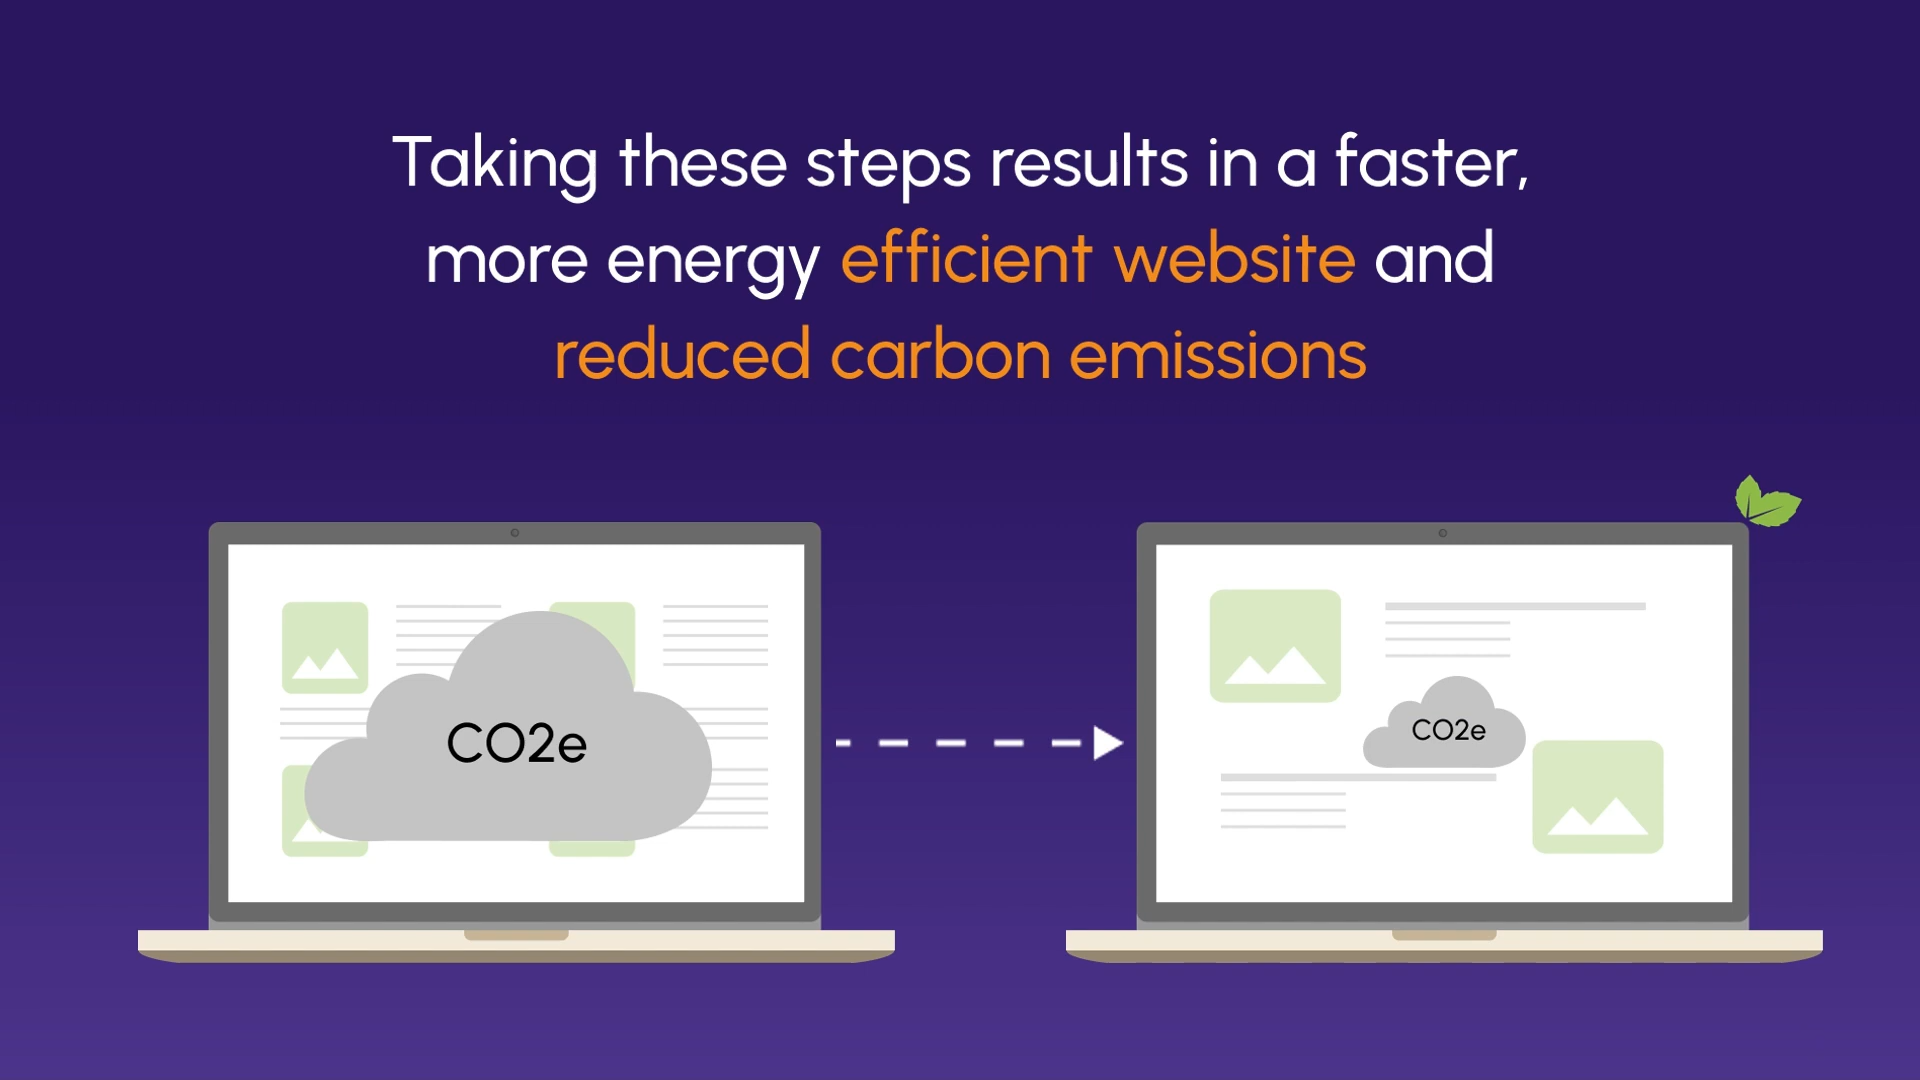 Taking these steps results in a faster,
more energy efficient website and
reduced carbon emissions
CO2e
CO2e